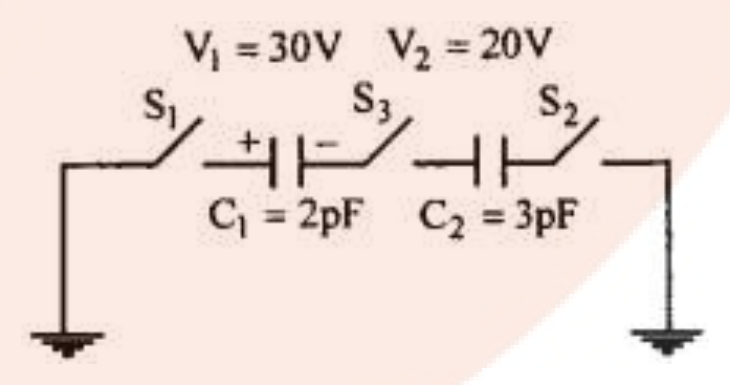 V₁ = 30V V₂ = 20V
S₁ S₃ S₂
+ −
C₁ = 2pF C₂ = 3pF